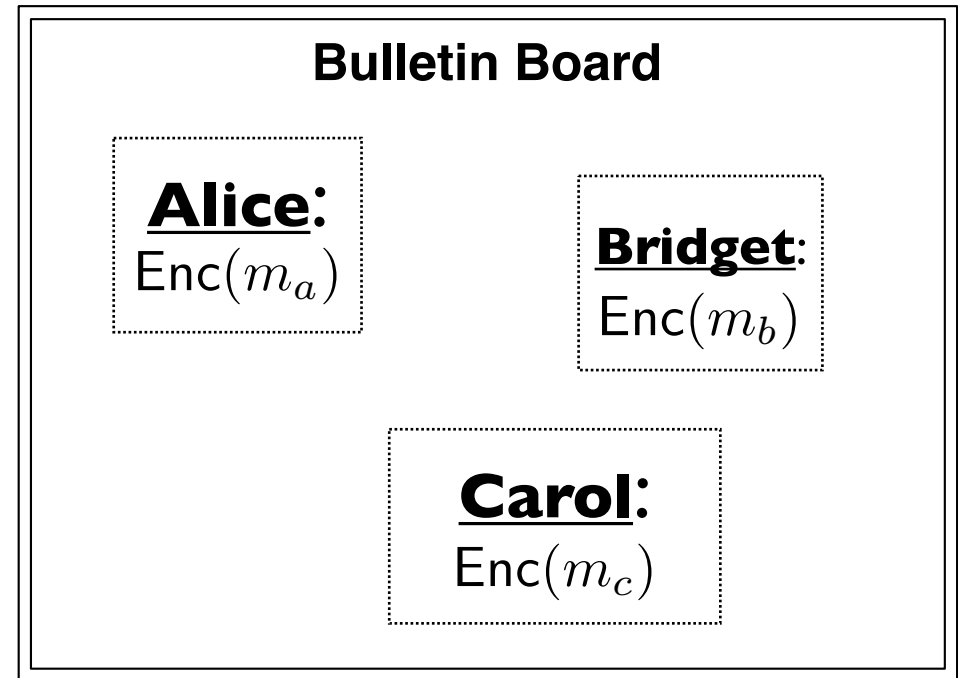 Bulletin Board
Alice:
Enc(m_a)
Bridget:
Enc(m_b)
Carol:
Enc(m_c)